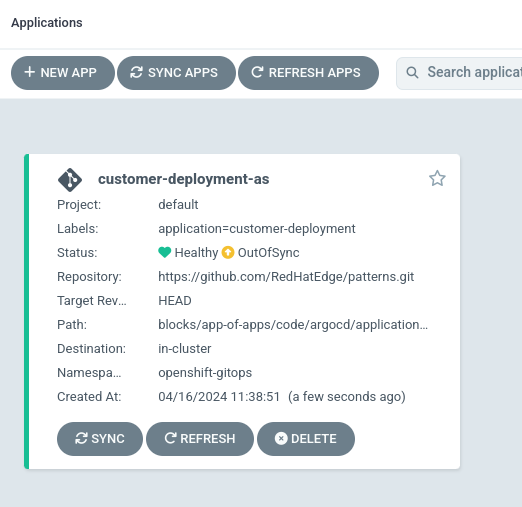 Applications
NEW APP SYNC APPS REFRESH APPS Search applicat
customer-deployment-as
Project: default
Labels: application=customer-deployment
Status: Healthy OutOfSync
Repository: https://github.com/RedHatEdge/patterns.git
Target Rev... HEAD
Path: blocks/app-of-apps/code/argocd/application...
Destination: in-cluster
Namespa... openshift-gitops
Created At: 04/16/2024 11:38:51 (a few seconds ago)
SYNC REFRESH DELETE